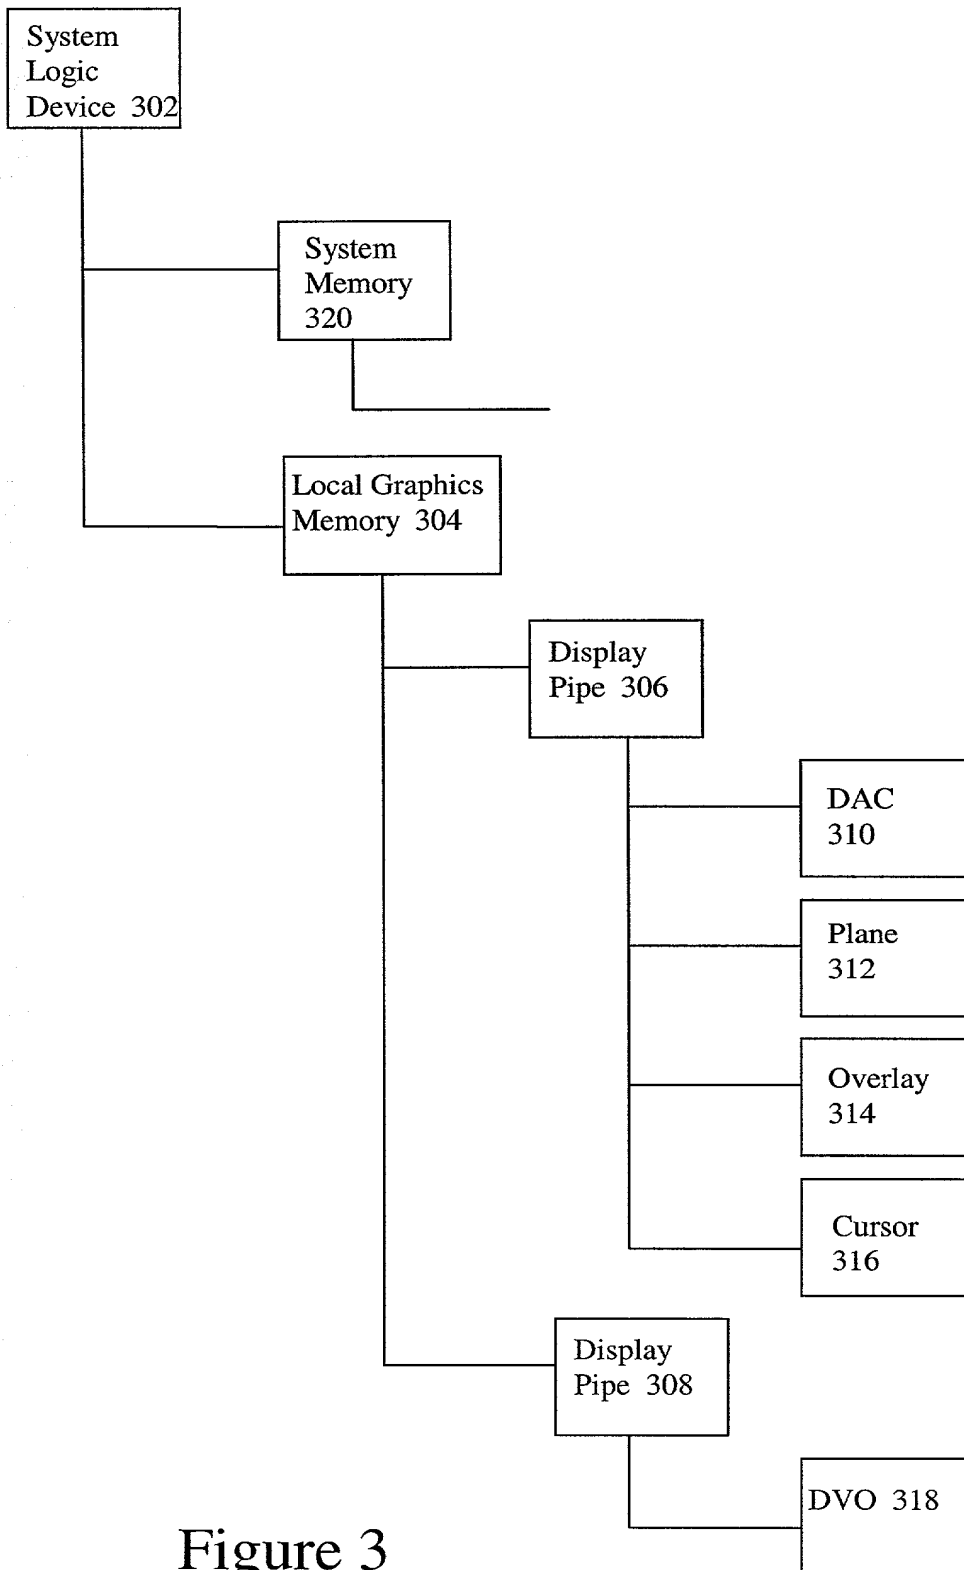 System
Logic
Device 302
System
Memory
320
Local Graphics
Memory 304
Display
Pipe 306
DAC
310
Plane
312
Overlay
314
Cursor
316
Display
Pipe 308
DVO 318
Figure 3